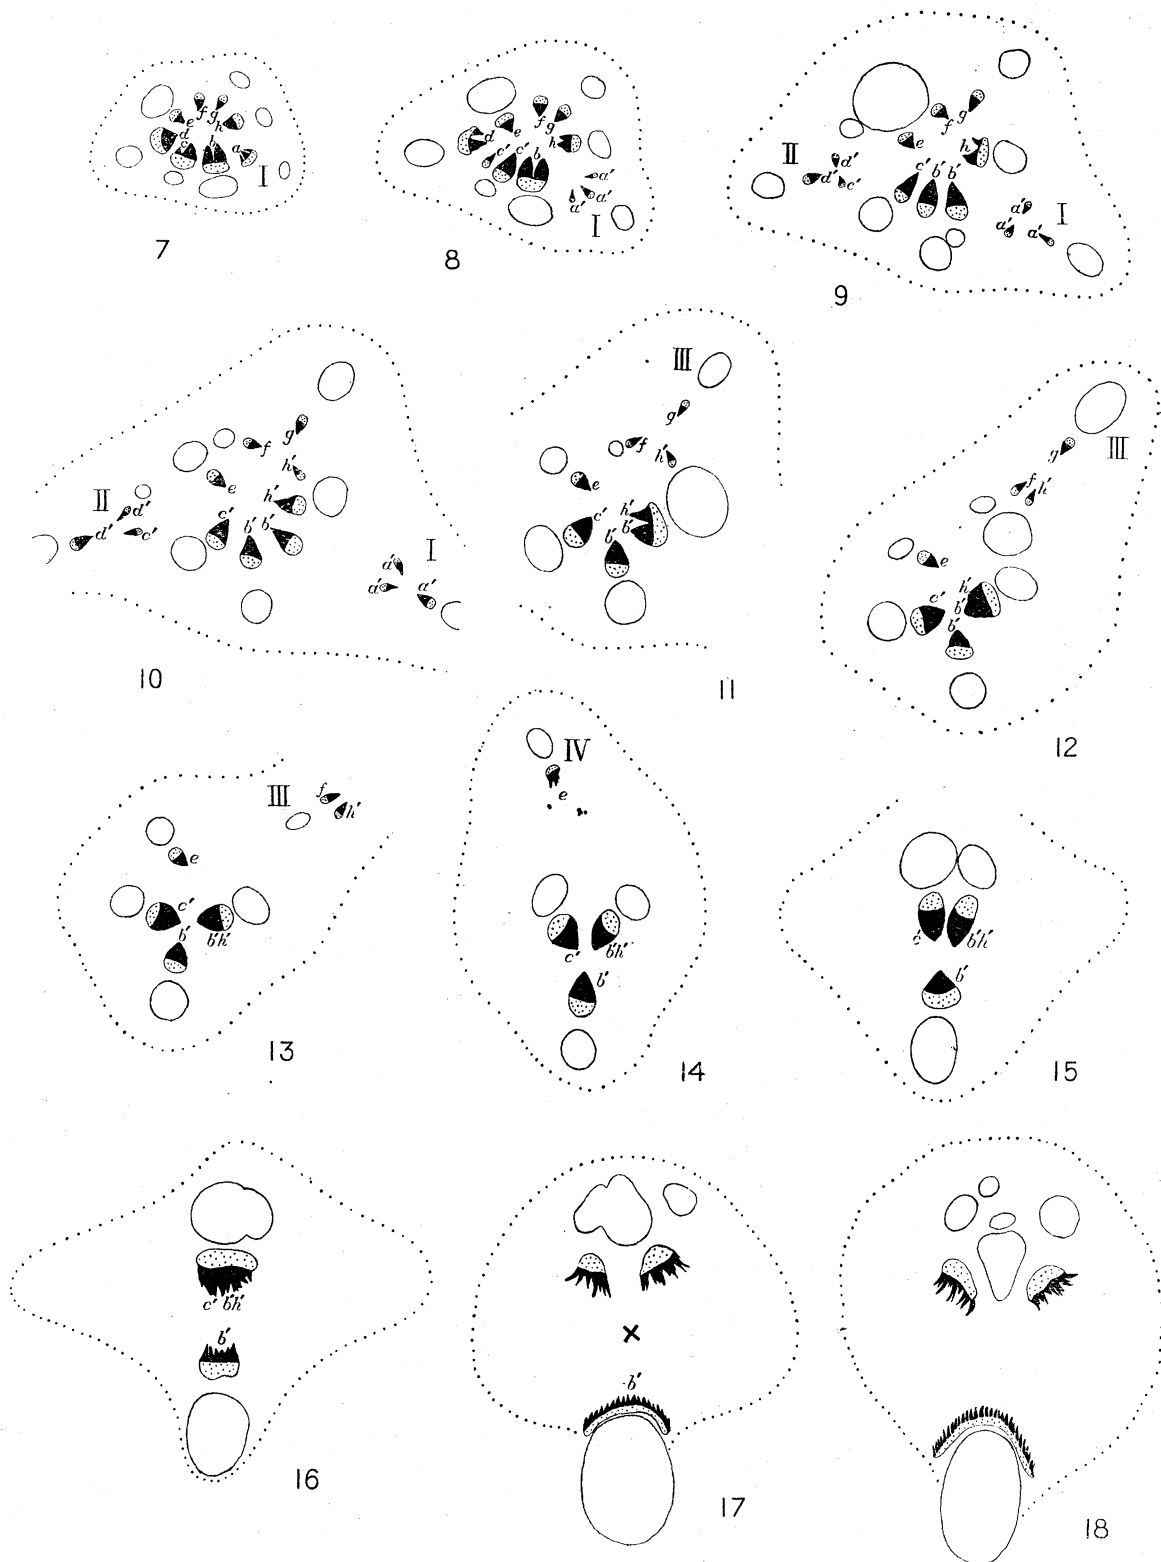 f g
e h
d
c b a
I
7
f g
e
d h
c' c' b
a'
a' a'
I
8
g
f
e h
II d'
d' c' c' b' b'
a' I
a' a'
9
g
f
h'
e
h'
II d'
d' c' c' b' b'
I
a'
a' a'
10
III
g
f h'
e
h'
c' b'
b'
11
III
g
f h'
e
h'
c' b'
b'
12
III f h'
e
c'
b' b'h'
13
IV
e
c' b'h'
b'
14
c' b'h'
b'
15
c' b'h'
b'
16
×
b'
17
18